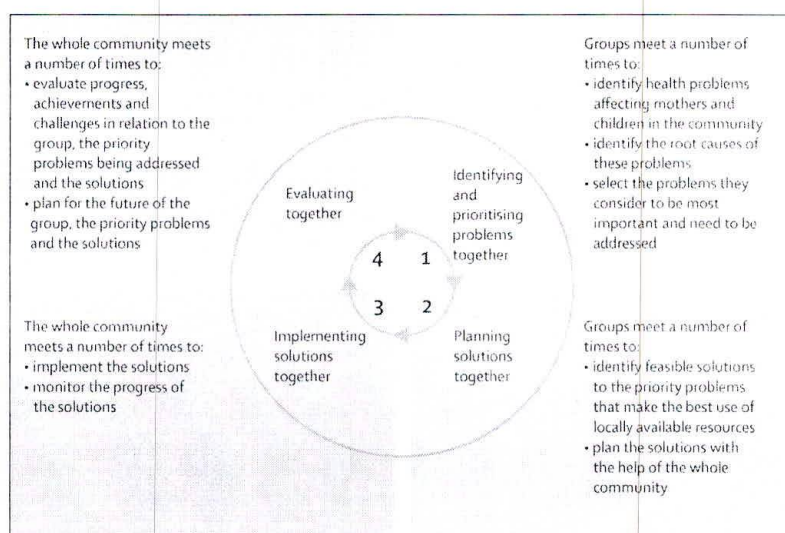 The whole community meets
a number of times to:
• evaluate progress,
achievements and
challenges in relation to the
group, the priority
problems being addressed
and the solutions
• plan for the future of the
group, the priority problems
and the solutions
Groups meet a number of
times to:
• identify health problems
affecting mothers and
children in the community
• identify the root causes of
these problems
• select the problems they
consider to be most
important and need to be
addressed
Evaluating
together
Identifying
and
prioritising
problems
together
4 1
3 2
Implementing
solutions
together
Planning
solutions
together
The whole community
meets a number of times to:
• implement the solutions
• monitor the progress of
the solutions
Groups meet a number of
times to:
• identify feasible solutions
to the priority problems
that make the best use of
locally available resources
• plan the solutions with
the help of the whole
community